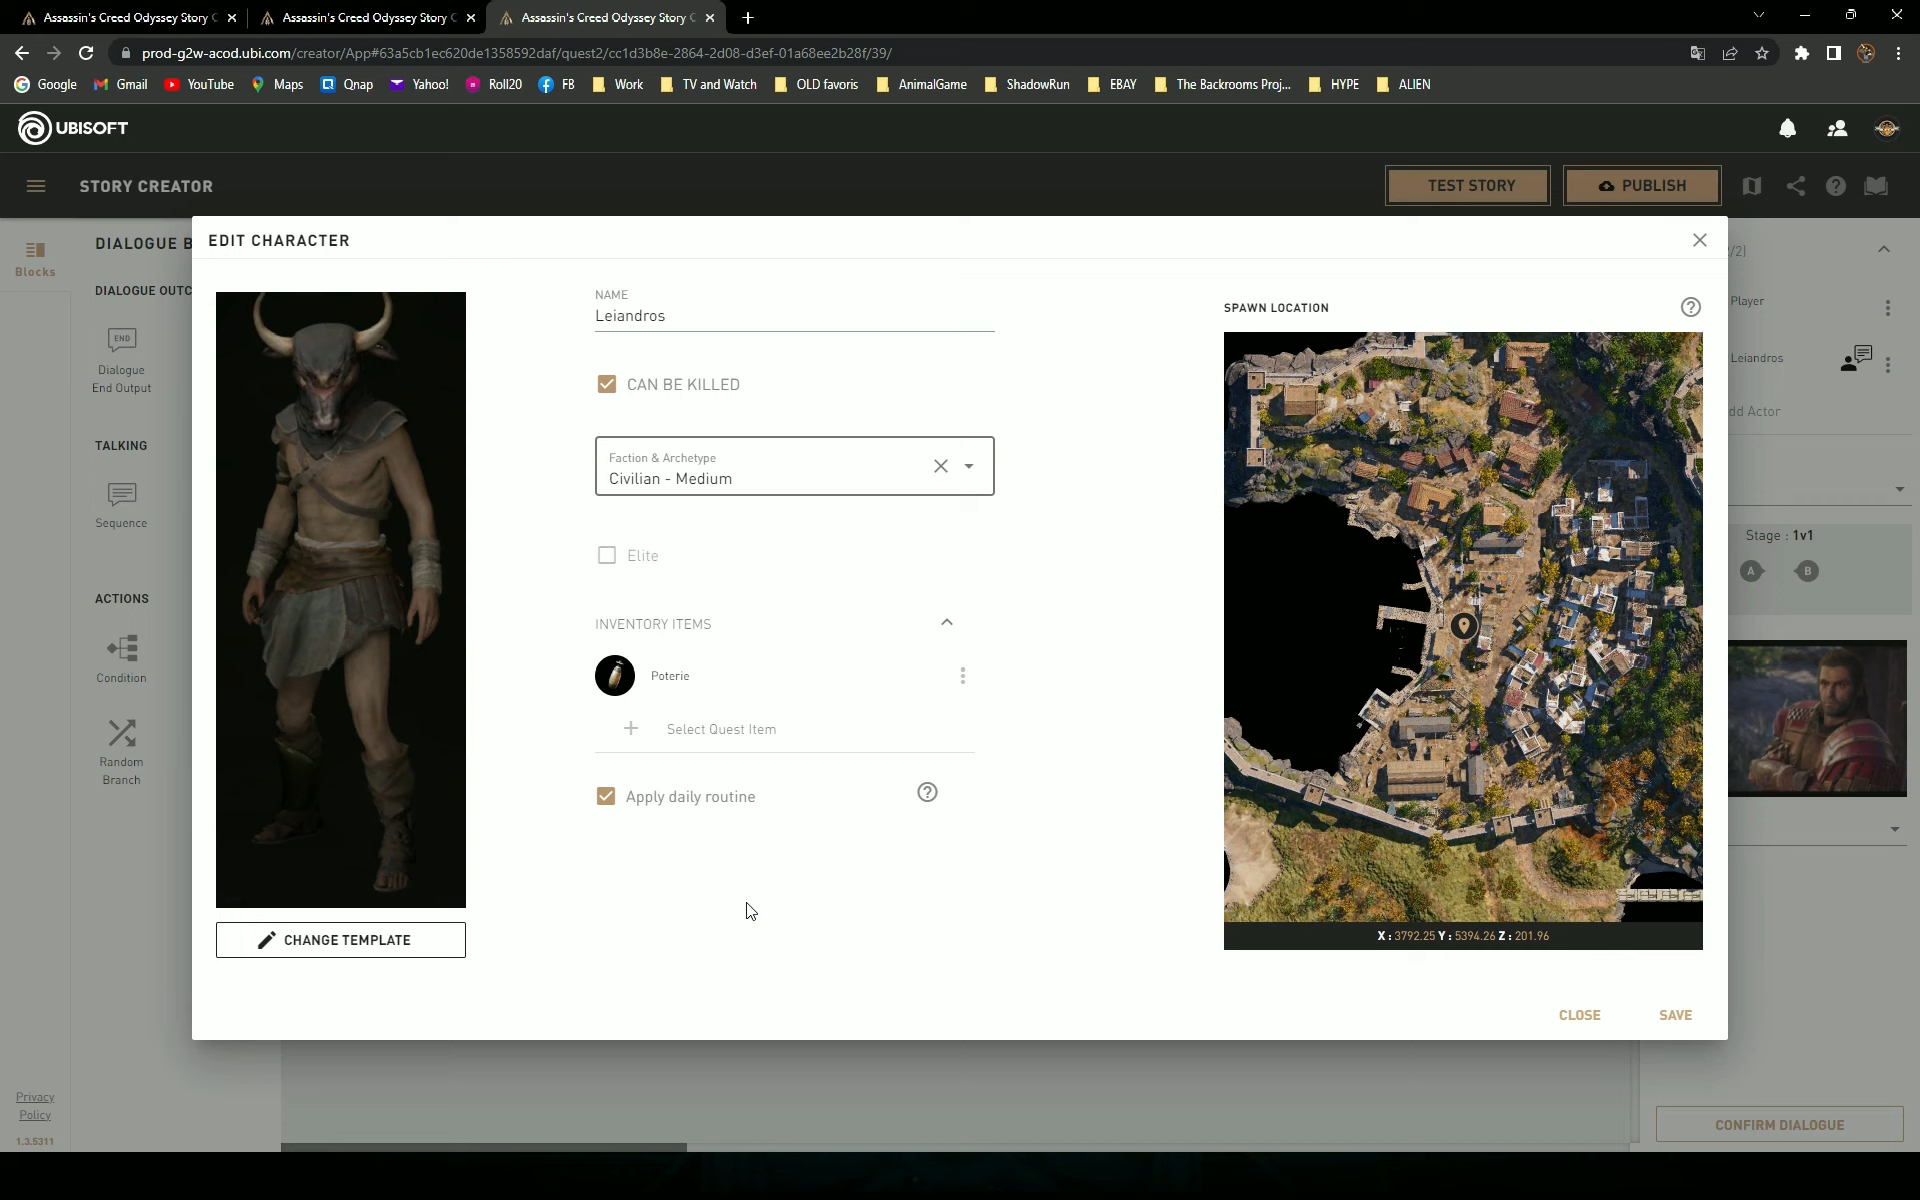 Assassin's Creed Odyssey Story C
Assassin's Creed Odyssey Story C
Assassin's Creed Odyssey Story C
prod-g2w-acod.ubi.com/creator/App#63a5cb1ec620de1358592daf/quest2/cc1d3b8e-2864-2d08-d3ef-01a68ee2b28f/39/
Google
Gmail
YouTube
Maps
Qnap
Yahoo!
Roll20
FB
Work
TV and Watch
OLD favoris
AnimalGame
ShadowRun
EBAY
The Backrooms Proj...
HYPE
ALIEN
UBISOFT
STORY CREATOR
TEST STORY
PUBLISH
Blocks
DIALOGUE B
DIALOGUE OUTC
END
Dialogue
End Output
TALKING
Sequence
ACTIONS
Condition
Random
Branch
Privacy
Policy
1.3.5311
EDIT CHARACTER
CHANGE TEMPLATE
NAME
Leiandros
CAN BE KILLED
Faction & Archetype
Civilian - Medium
Elite
INVENTORY ITEMS
Poterie
Select Quest Item
Apply daily routine
SPAWN LOCATION
X : 3792.25 Y : 5394.26 Z : 201.96
CLOSE
SAVE
/2]
Player
Leiandros
dd Actor
Stage : 1v1
A
B
CONFIRM DIALOGUE